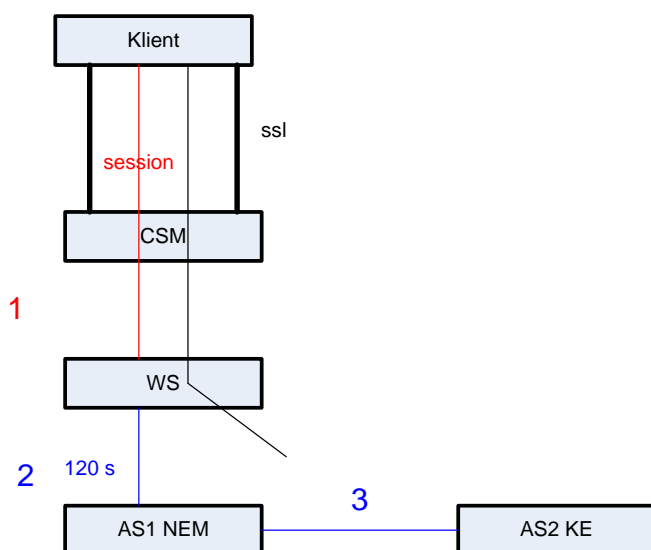 Klient
ssl
session
CSM
1
WS
2
120 s
3
AS1 NEM
AS2 KE